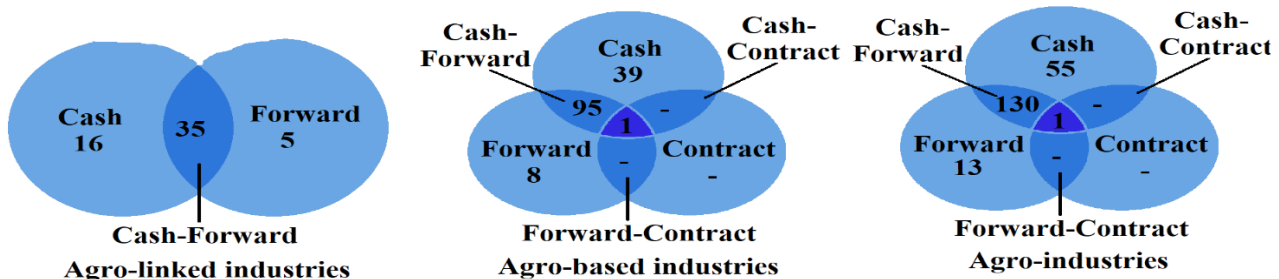 Cash
16
35
Forward
5
Cash-Forward
Agro-linked industries
Cash-
Forward
Cash
39
Cash-
Contract
95
-
1
Forward
8
-
Contract
-
Forward-Contract
Agro-based industries
Cash-
Forward
Cash
55
Cash-
Contract
130
-
1
Forward
13
-
Contract
-
Forward-Contract
Agro-industries